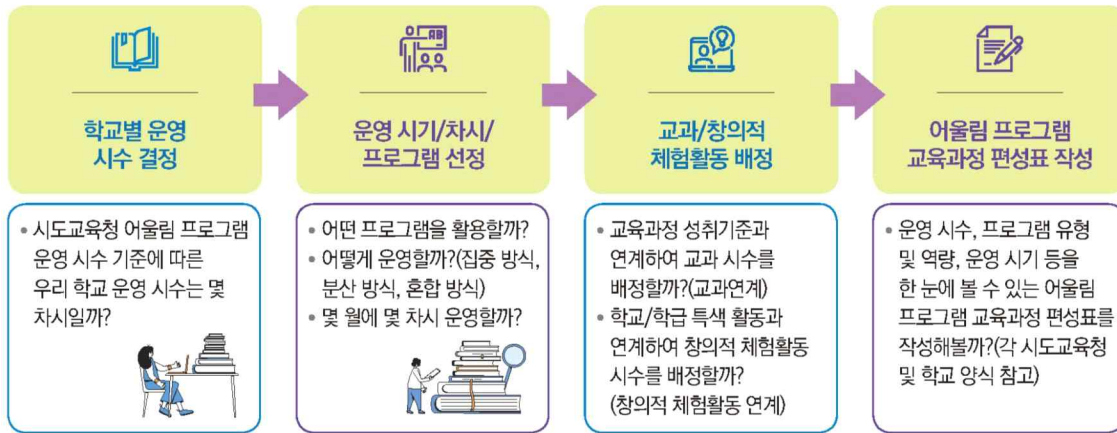 학교별 운영
시수 결정
운영 시기/차시/
프로그램 선정
교과/창의적
체험활동 배정
어울림 프로그램
교육과정 편성표 작성
• 시도교육청 어울림 프로그램
운영 시수 기준에 따른
우리 학교 운영 시수는 몇
차시일까?
• 어떤 프로그램을 활용할까?
• 어떻게 운영할까?(집중 방식,
분산 방식, 혼합 방식)
• 몇 월에 몇 차시 운영할까?
• 교육과정 성취기준과
연계하여 교과 시수를
배정할까?(교과연계)
• 학교/학급 특색 활동과
연계하여 창의적 체험활동
시수를 배정할까?
(창의적 체험활동 연계)
• 운영 시수, 프로그램 유형
및 역량, 운영 시기 등을
한 눈에 볼 수 있는 어울림
프로그램 교육과정 편성표를
작성해볼까?(각 시도교육청
및 학교 양식 참고)